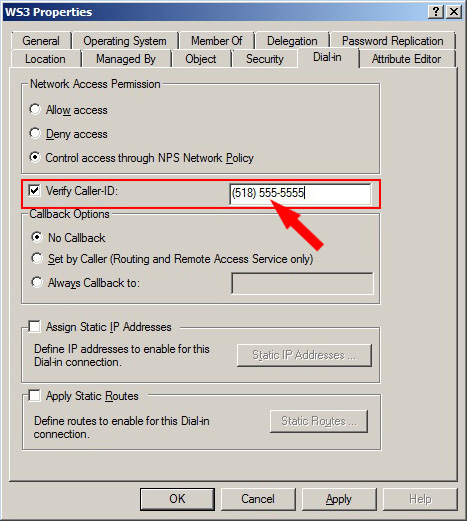 WS3 Properties
General Operating System Member Of Delegation Password Replication
Location Managed By Object Security Dial-in Attribute Editor
Network Access Permission
Allow access
Deny access
Control access through NPS Network Policy
Verify Caller-ID: (518) 555-5555
Callback Options
No Callback
Set by Caller (Routing and Remote Access Service only)
Always Callback to:
Assign Static IP Addresses
Define IP addresses to enable for this
Dial-in connection.
Static IP Addresses ...
Apply Static Routes
Define routes to enable for this Dial-in
connection.
Static Routes ...
OK Cancel Apply Help